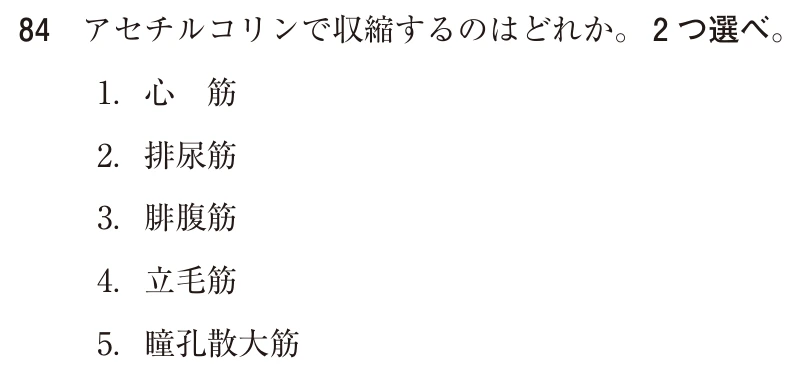 84 アセチルコリンで収縮するのはどれか。2つ選べ。
1. 心 筋
2. 排尿筋
3. 腓腹筋
4. 立毛筋
5. 瞳孔散大筋